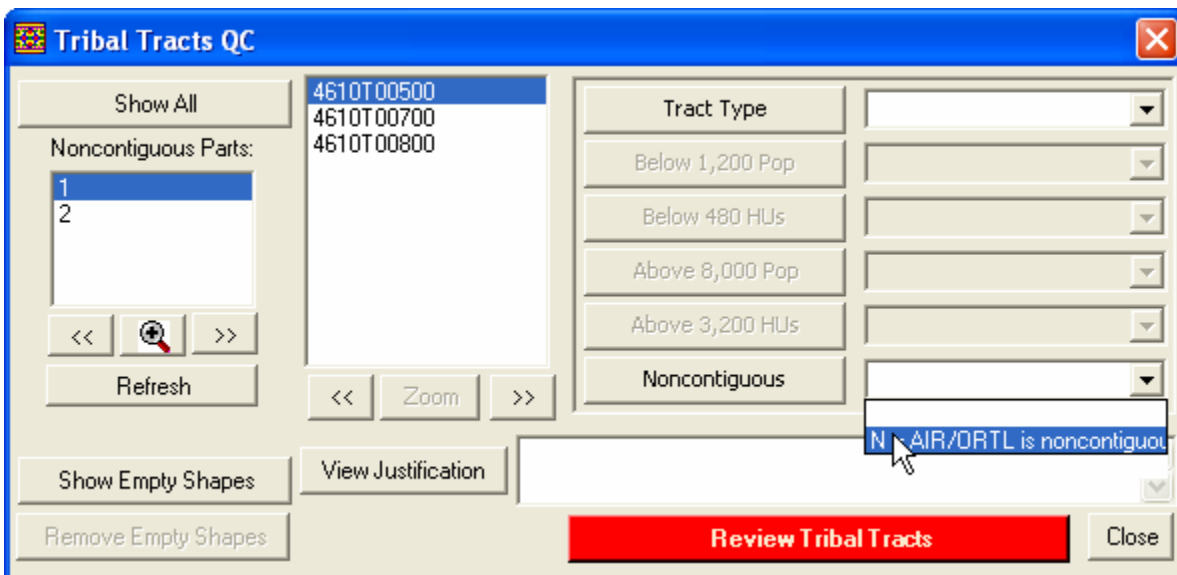 Tribal Tracts QC
Show All
Noncontiguous Parts:
1
2
<<
>>
Refresh
Show Empty Shapes
Remove Empty Shapes
4610T00500
4610T00700
4610T00800
<<
Zoom
>>
Tract Type
Below 1,200 Pop
Below 480 HUs
Above 8,000 Pop
Above 3,200 HUs
Noncontiguous
N - AIR/ORTL is noncontiguou
View Justification
Review Tribal Tracts
Close